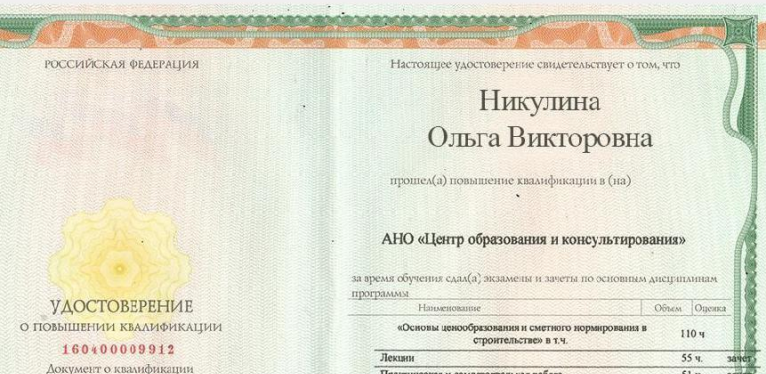 РОССИЙСКАЯ ФЕДЕРАЦИЯ
УДОСТОВЕРЕНИЕ
О ПОВЫШЕНИИ КВАЛИФИКАЦИИ
160400009912
Документ о квалификации
Настоящее удостоверение свидетельствует о том, что
Никулина
Ольга Викторовна
прошел(а) повышение квалификации в (на)
АНО «Центр образования и консультирования»
за время обучения сдал(а) экзамены и зачеты по основным дисциплинам
программы
Наименование Объем Оценка
«Основы ценообразования и сметного нормирования в
строительстве» в т.ч. 110 ч
Лекции 55 ч. зачет